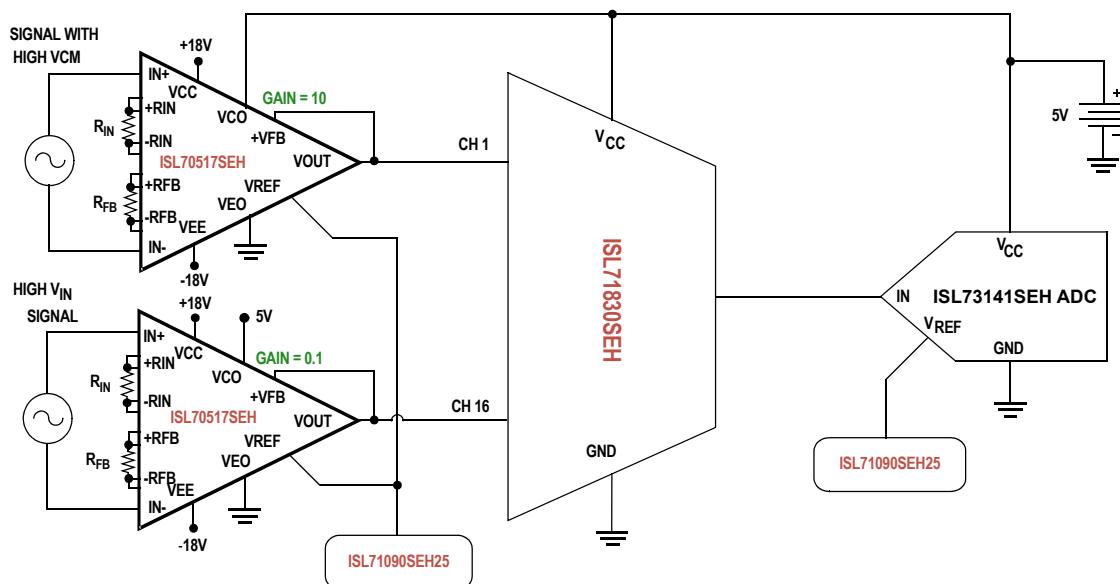 SIGNAL WITH
HIGH VCM
+18V
IN+
VCC
+RIN
RIN
-RIN
VCO
GAIN = 10
+VFB
ISL70517SEH
VOUT
+RFB
RFB
-RFB
VREF
VEO
VEE
IN-
-18V
CH 1
VCC
5V
+
–
ISL71830SEH
VCC
IN
ISL73141SEH ADC
VREF
GND
HIGH VIN
SIGNAL
+18V
5V
IN+
VCC
+RIN
RIN
-RIN
VCO
GAIN = 0.1
+VFB
ISL70517SEH
VOUT
CH 16
+RFB
RFB
-RFB
VREF
VEO
VEE
IN-
-18V
GND
ISL71090SEH25
ISL71090SEH25